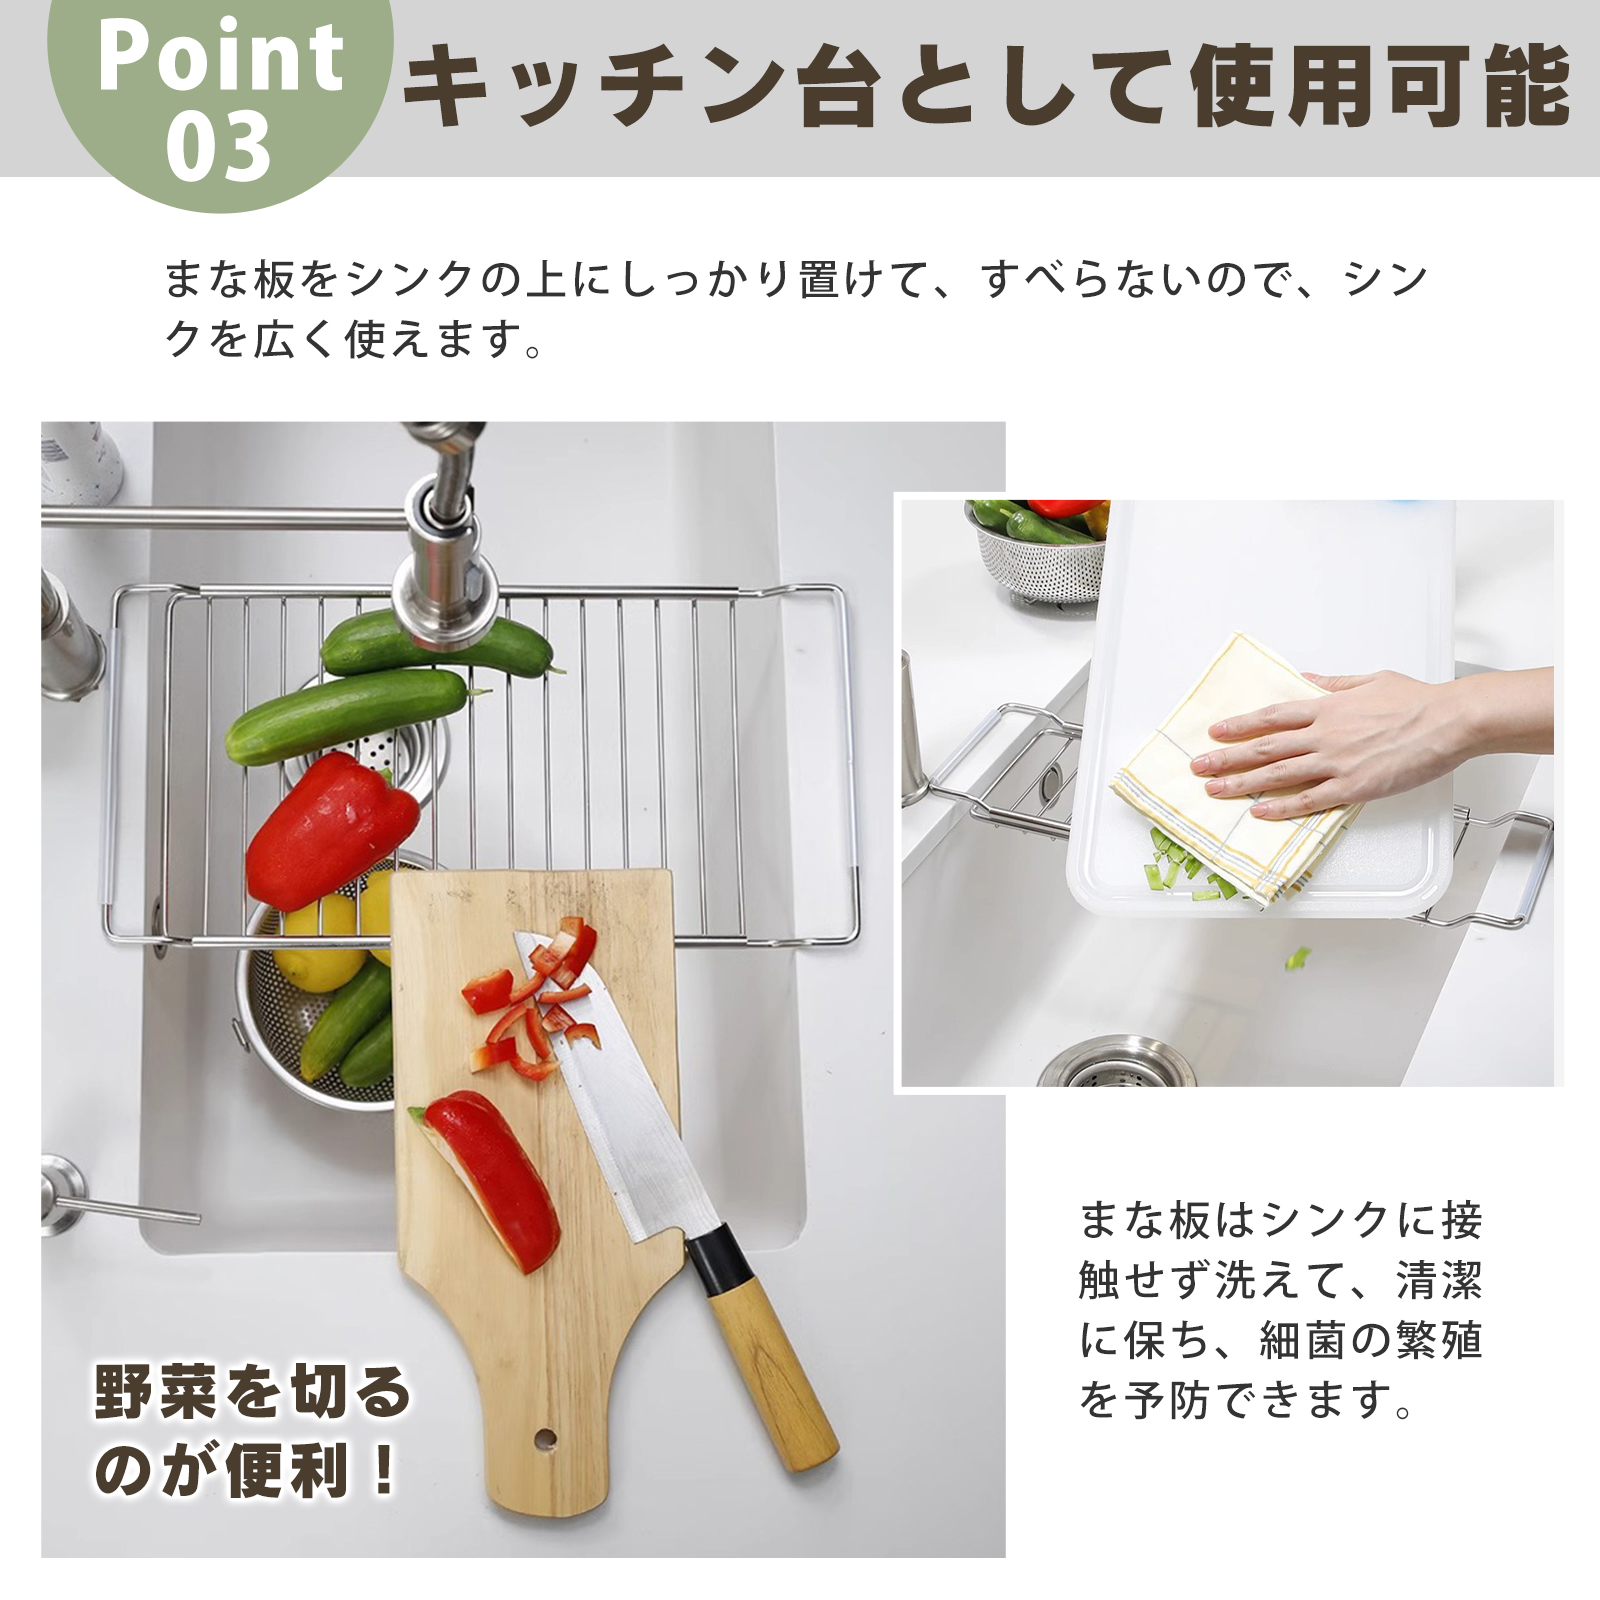 Point
03
キッチン台として使用可能
まな板をシンクの上にしっかり置けて、すべらないので、シン
クを広く使えます。
野菜を切る
のが便利！
まな板はシンクに接
触せず洗えて、清潔
に保ち、細菌の繁殖
を予防できます。